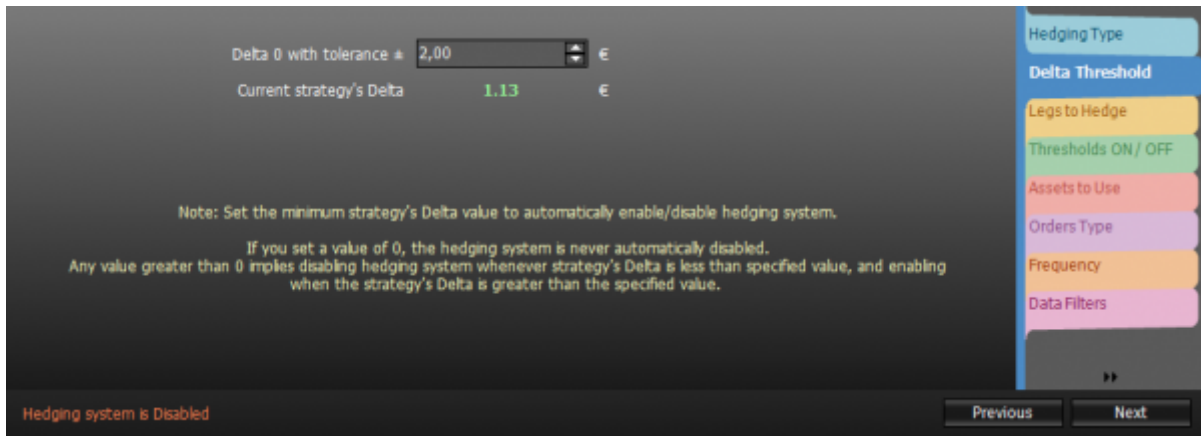 Delta 0 with tolerance ± 2,00 €
Current strategy's Delta 1.13 €
Note: Set the minimum strategy's Delta value to automatically enable/disable hedging system.
If you set a value of 0, the hedging system is never automatically disabled.
Any value greater than 0 implies disabling hedging system whenever strategy's Delta is less than specified value, and enabling
when the strategy's Delta is greater than the specified value.
Hedging Type
Delta Threshold
Legs to Hedge
Thresholds ON / OFF
Assets to Use
Orders Type
Frequency
Data Filters
Hedging system is Disabled
Previous
Next